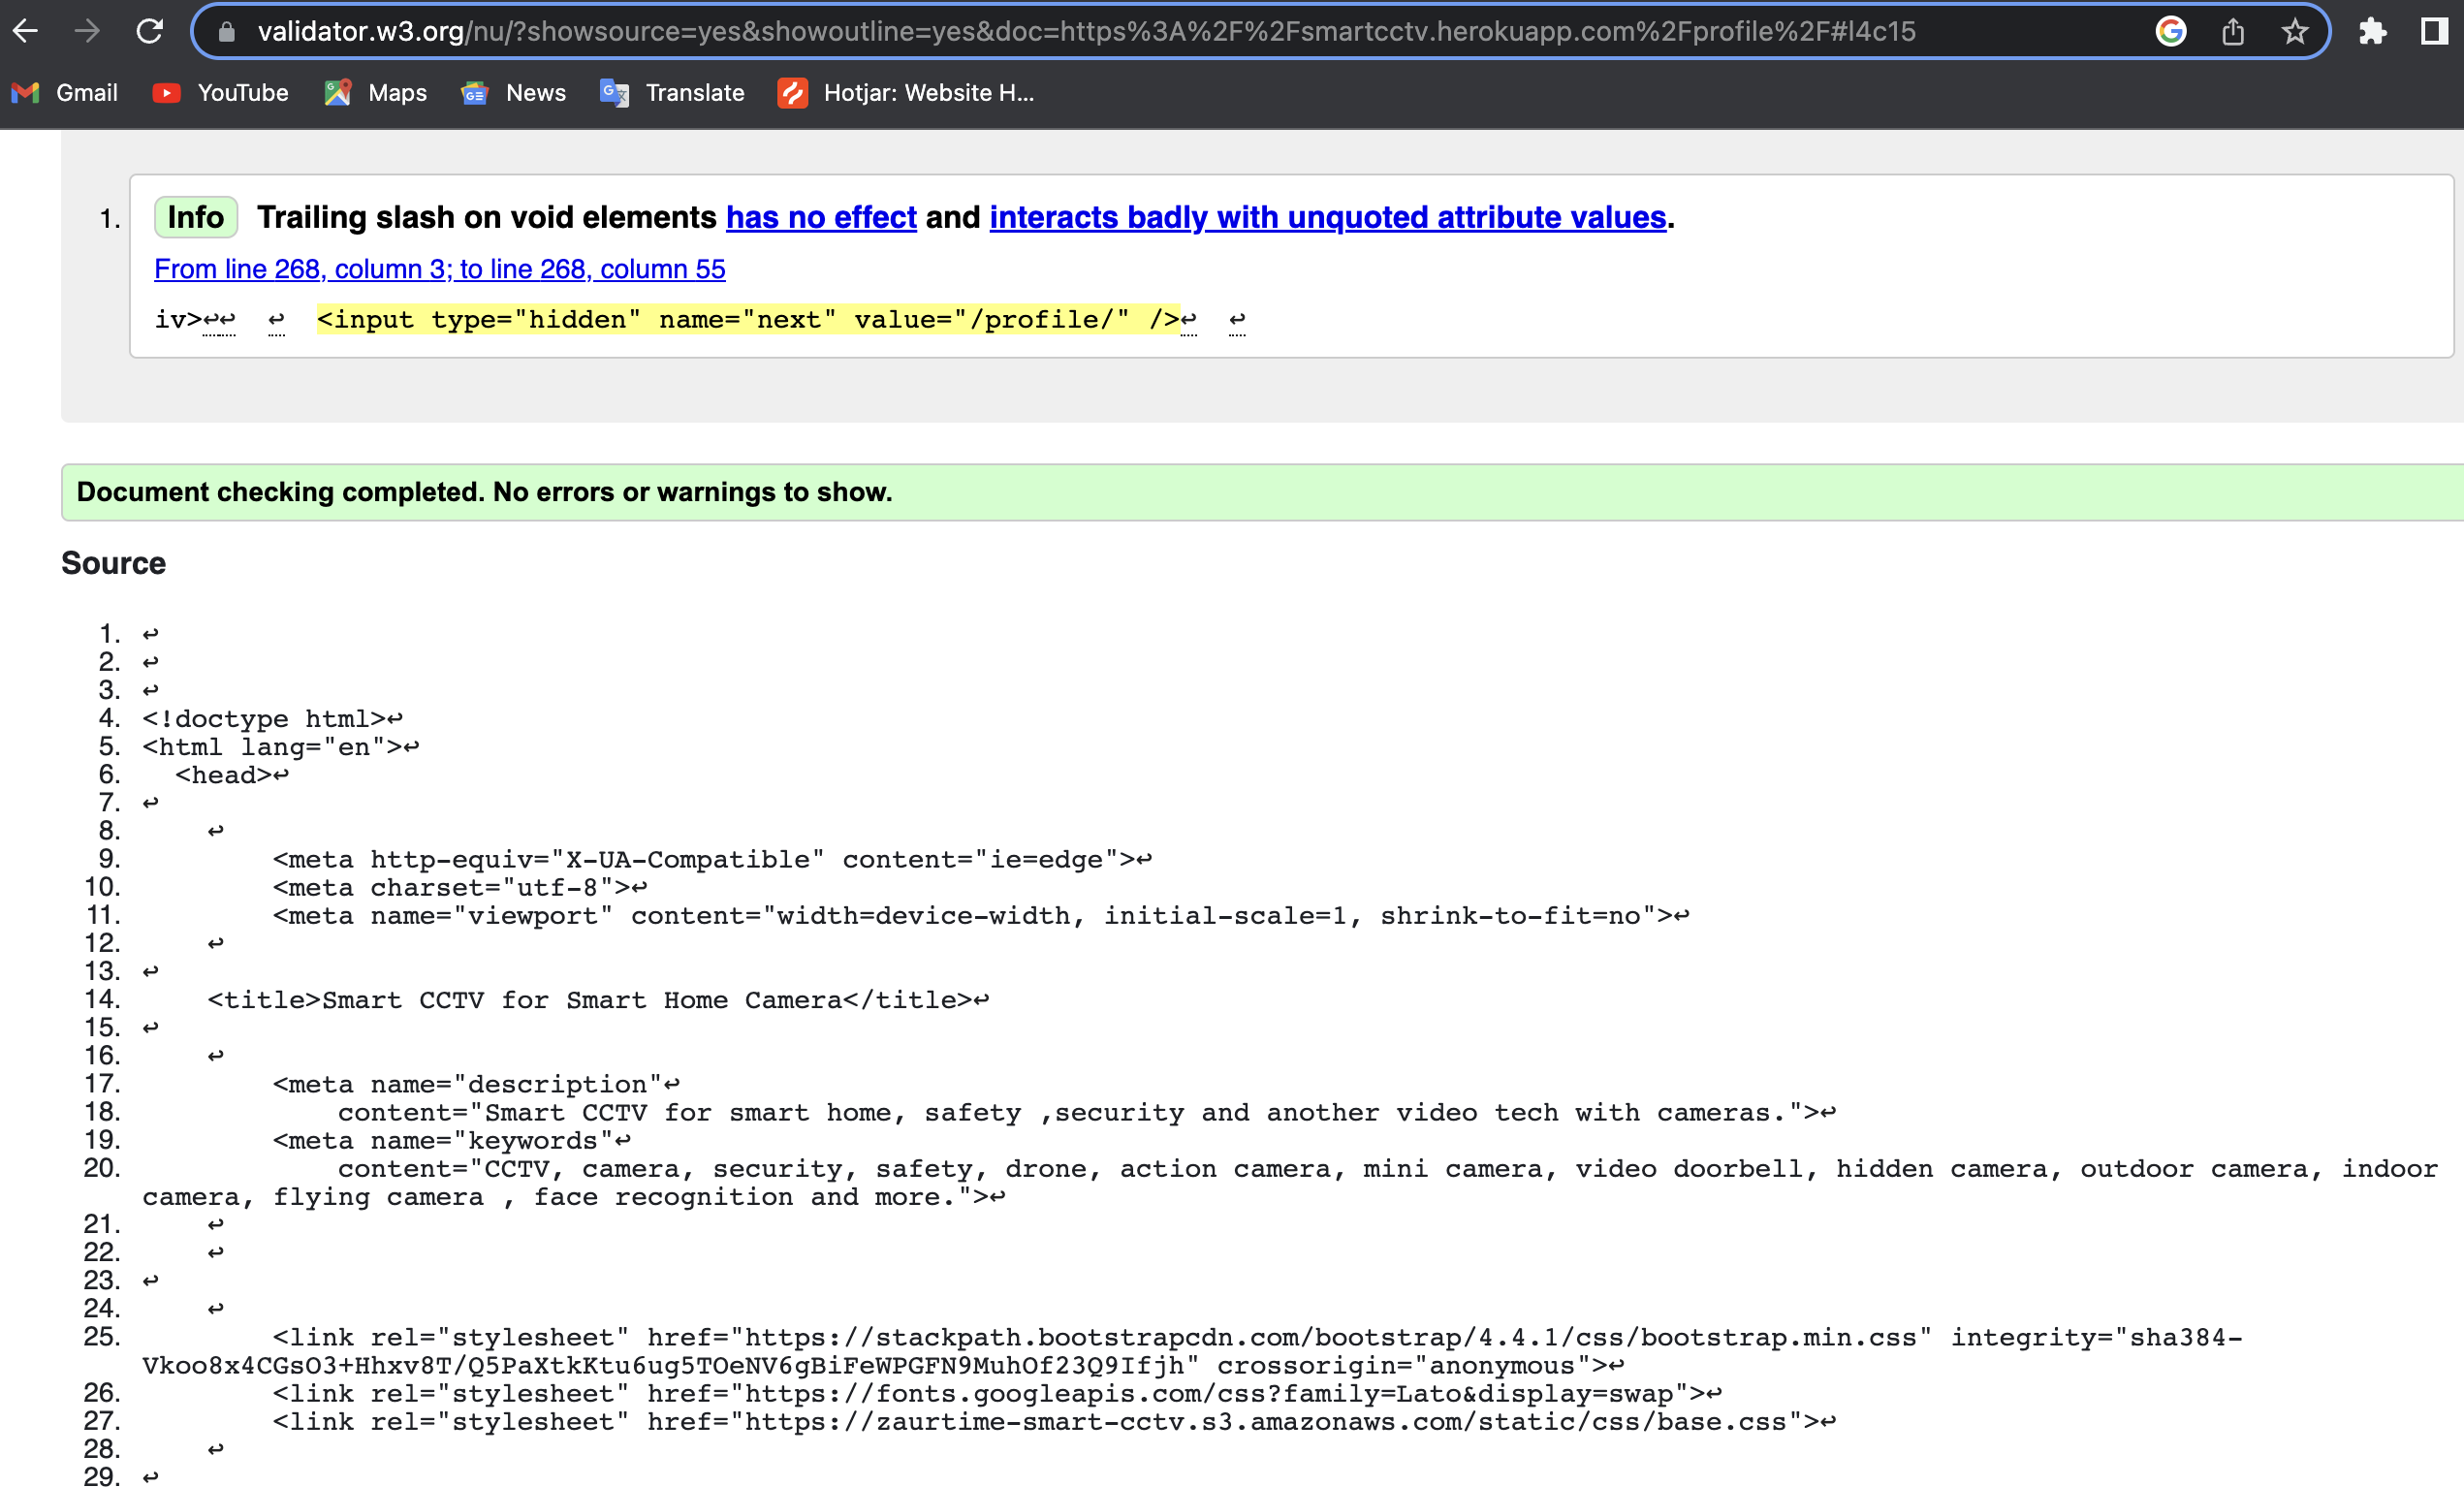 validator.w3.org/nu/?showsource=yes&showoutline=yes&doc=https%3A%2F%2Fsmartcctv.herokuapp.com%2Fprofile%2F#l4c15
Gmail YouTube Maps News Translate Hotjar: Website H...
1. Info Trailing slash on void elements has no effect and interacts badly with unquoted attribute values.
From line 268, column 3; to line 268, column 55
iv>↩↩ ↩ <input type="hidden" name="next" value="/profile/" />↩ ↩
Document checking completed. No errors or warnings to show.
Source
1. ↩
2. ↩
3. ↩
4. <!doctype html>↩
5. <html lang="en">↩
6. <head>↩
7. ↩
8. ↩
9. <meta http-equiv="X-UA-Compatible" content="ie=edge">↩
10. <meta charset="utf-8">↩
11. <meta name="viewport" content="width=device-width, initial-scale=1, shrink-to-fit=no">↩
12. ↩
13. ↩
14. <title>Smart CCTV for Smart Home Camera</title>↩
15. ↩
16. ↩
17. <meta name="description"↩
18. content="Smart CCTV for smart home, safety ,security and another video tech with cameras.">↩
19. <meta name="keywords"↩
20. content="CCTV, camera, security, safety, drone, action camera, mini camera, video doorbell, hidden camera, outdoor camera, indoor
camera, flying camera , face recognition and more.">↩
21. ↩
22. ↩
23. ↩
24. ↩
25. <link rel="stylesheet" href="https://stackpath.bootstrapcdn.com/bootstrap/4.4.1/css/bootstrap.min.css" integrity="sha384-
Vkoo8x4CGsO3+Hhxv8T/Q5PaXtkKtu6ug5TOeNV6gBiFeWPGFN9MuhOf23Q9Ifjh" crossorigin="anonymous">↩
26. <link rel="stylesheet" href="https://fonts.googleapis.com/css?family=Lato&display=swap">↩
27. <link rel="stylesheet" href="https://zaurtime-smart-cctv.s3.amazonaws.com/static/css/base.css">↩
28. ↩
29. ↩